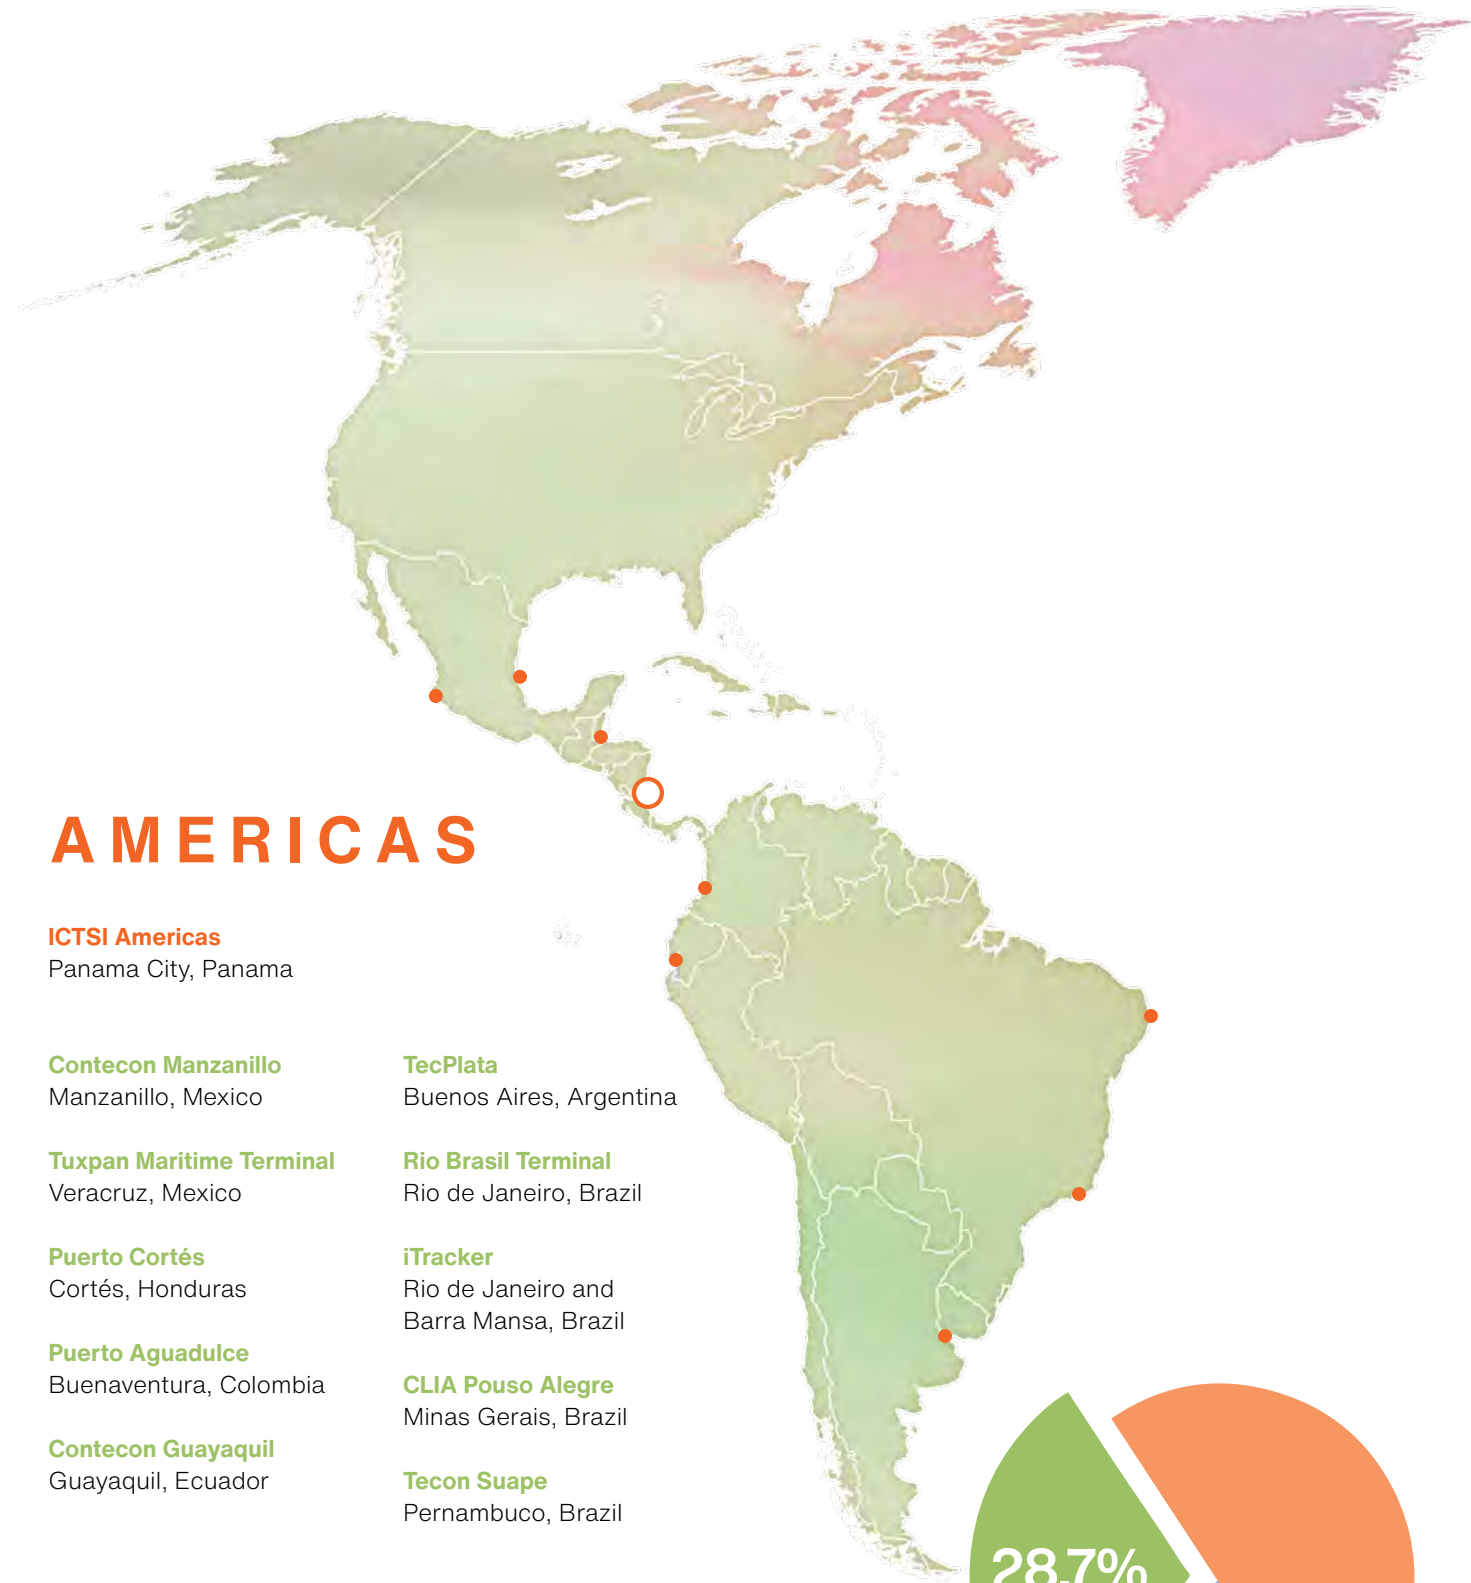 AMERICAS
ICTSI Americas
Panama City, Panama
Contecon Manzanillo
Manzanillo, Mexico
Tuxpan Maritime Terminal
Veracruz, Mexico
Puerto Cortés
Cortés, Honduras
Puerto Aguadulce
Buenaventura, Colombia
Contecon Guayaquil
Guayaquil, Ecuador
TecPlata
Buenos Aires, Argentina
Rio Brasil Terminal
Rio de Janeiro, Brazil
iTracker
Rio de Janeiro and
Barra Mansa, Brazil
CLIA Pouso Alegre
Minas Gerais, Brazil
Tecon Suape
Pernambuco, Brazil
28.7%